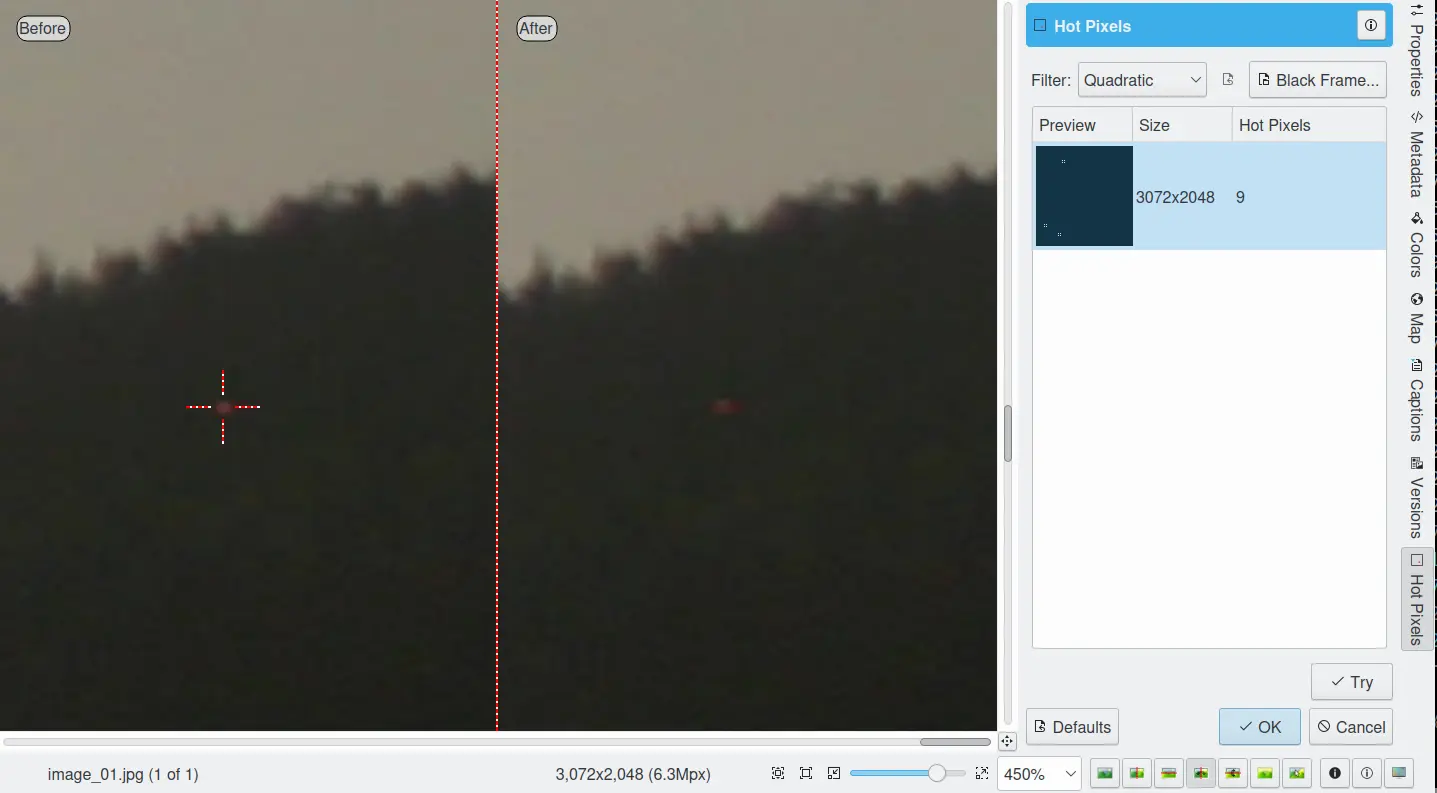 Before
After
Hot Pixels
Filter: Quadratic
Black Frame...
Preview Size Hot Pixels
3072x2048 9
Try
Defaults
OK
Cancel
Properties
Metadata
Colors
Map
Captions
Versions
Hot Pixels
image_01.jpg (1 of 1)
3,072x2,048 (6.3Mpx)
450%